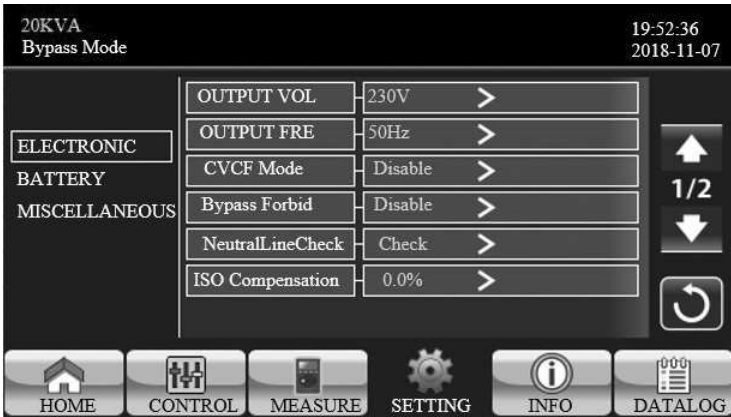 20KVA
Bypass Mode
19:52:36
2018-11-07
ELECTRONIC
BATTERY
MISCELLANEOUS
OUTPUT VOL 230V >
OUTPUT FRE 50Hz >
CVCF Mode Disable >
Bypass Forbid Disable >
NeutralLineCheck Check >
ISO Compensation 0.0% >
1/2
HOME CONTROL MEASURE SETTING INFO DATALOG